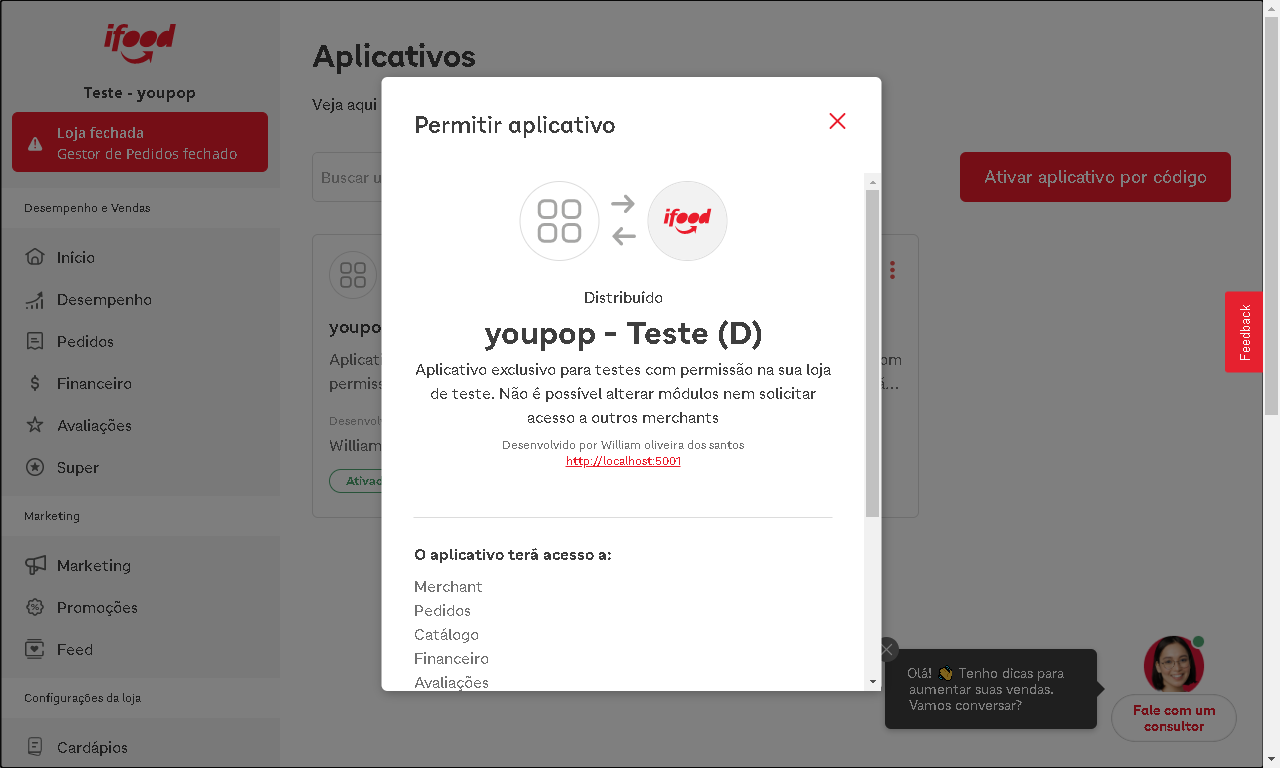 ifood
Teste - youpop
Loja fechada
Gestor de Pedidos fechado
Desempenho e Vendas
Início
Desempenho
Pedidos
Financeiro
Avaliações
Super
Marketing
Marketing
Promoções
Feed
Configurações da loja
Cardápios
Aplicativos
Veja aqui
Buscar u
Ativar aplicativo por código
youpo
Aplicati
permiss
Desenvolv
William
Ativad
om
á...
Permitir aplicativo
ifood
Distribuído
youpop - Teste (D)
Aplicativo exclusivo para testes com permissão na sua loja
de teste. Não é possível alterar módulos nem solicitar
acesso a outros merchants
Desenvolvido por William oliveira dos santos
http://localhost:5001
O aplicativo terá acesso a:
Merchant
Pedidos
Catálogo
Financeiro
Avaliações
Feedback
Olá! 👋 Tenho dicas para
aumentar suas vendas.
Vamos conversar?
Fale com um
consultor